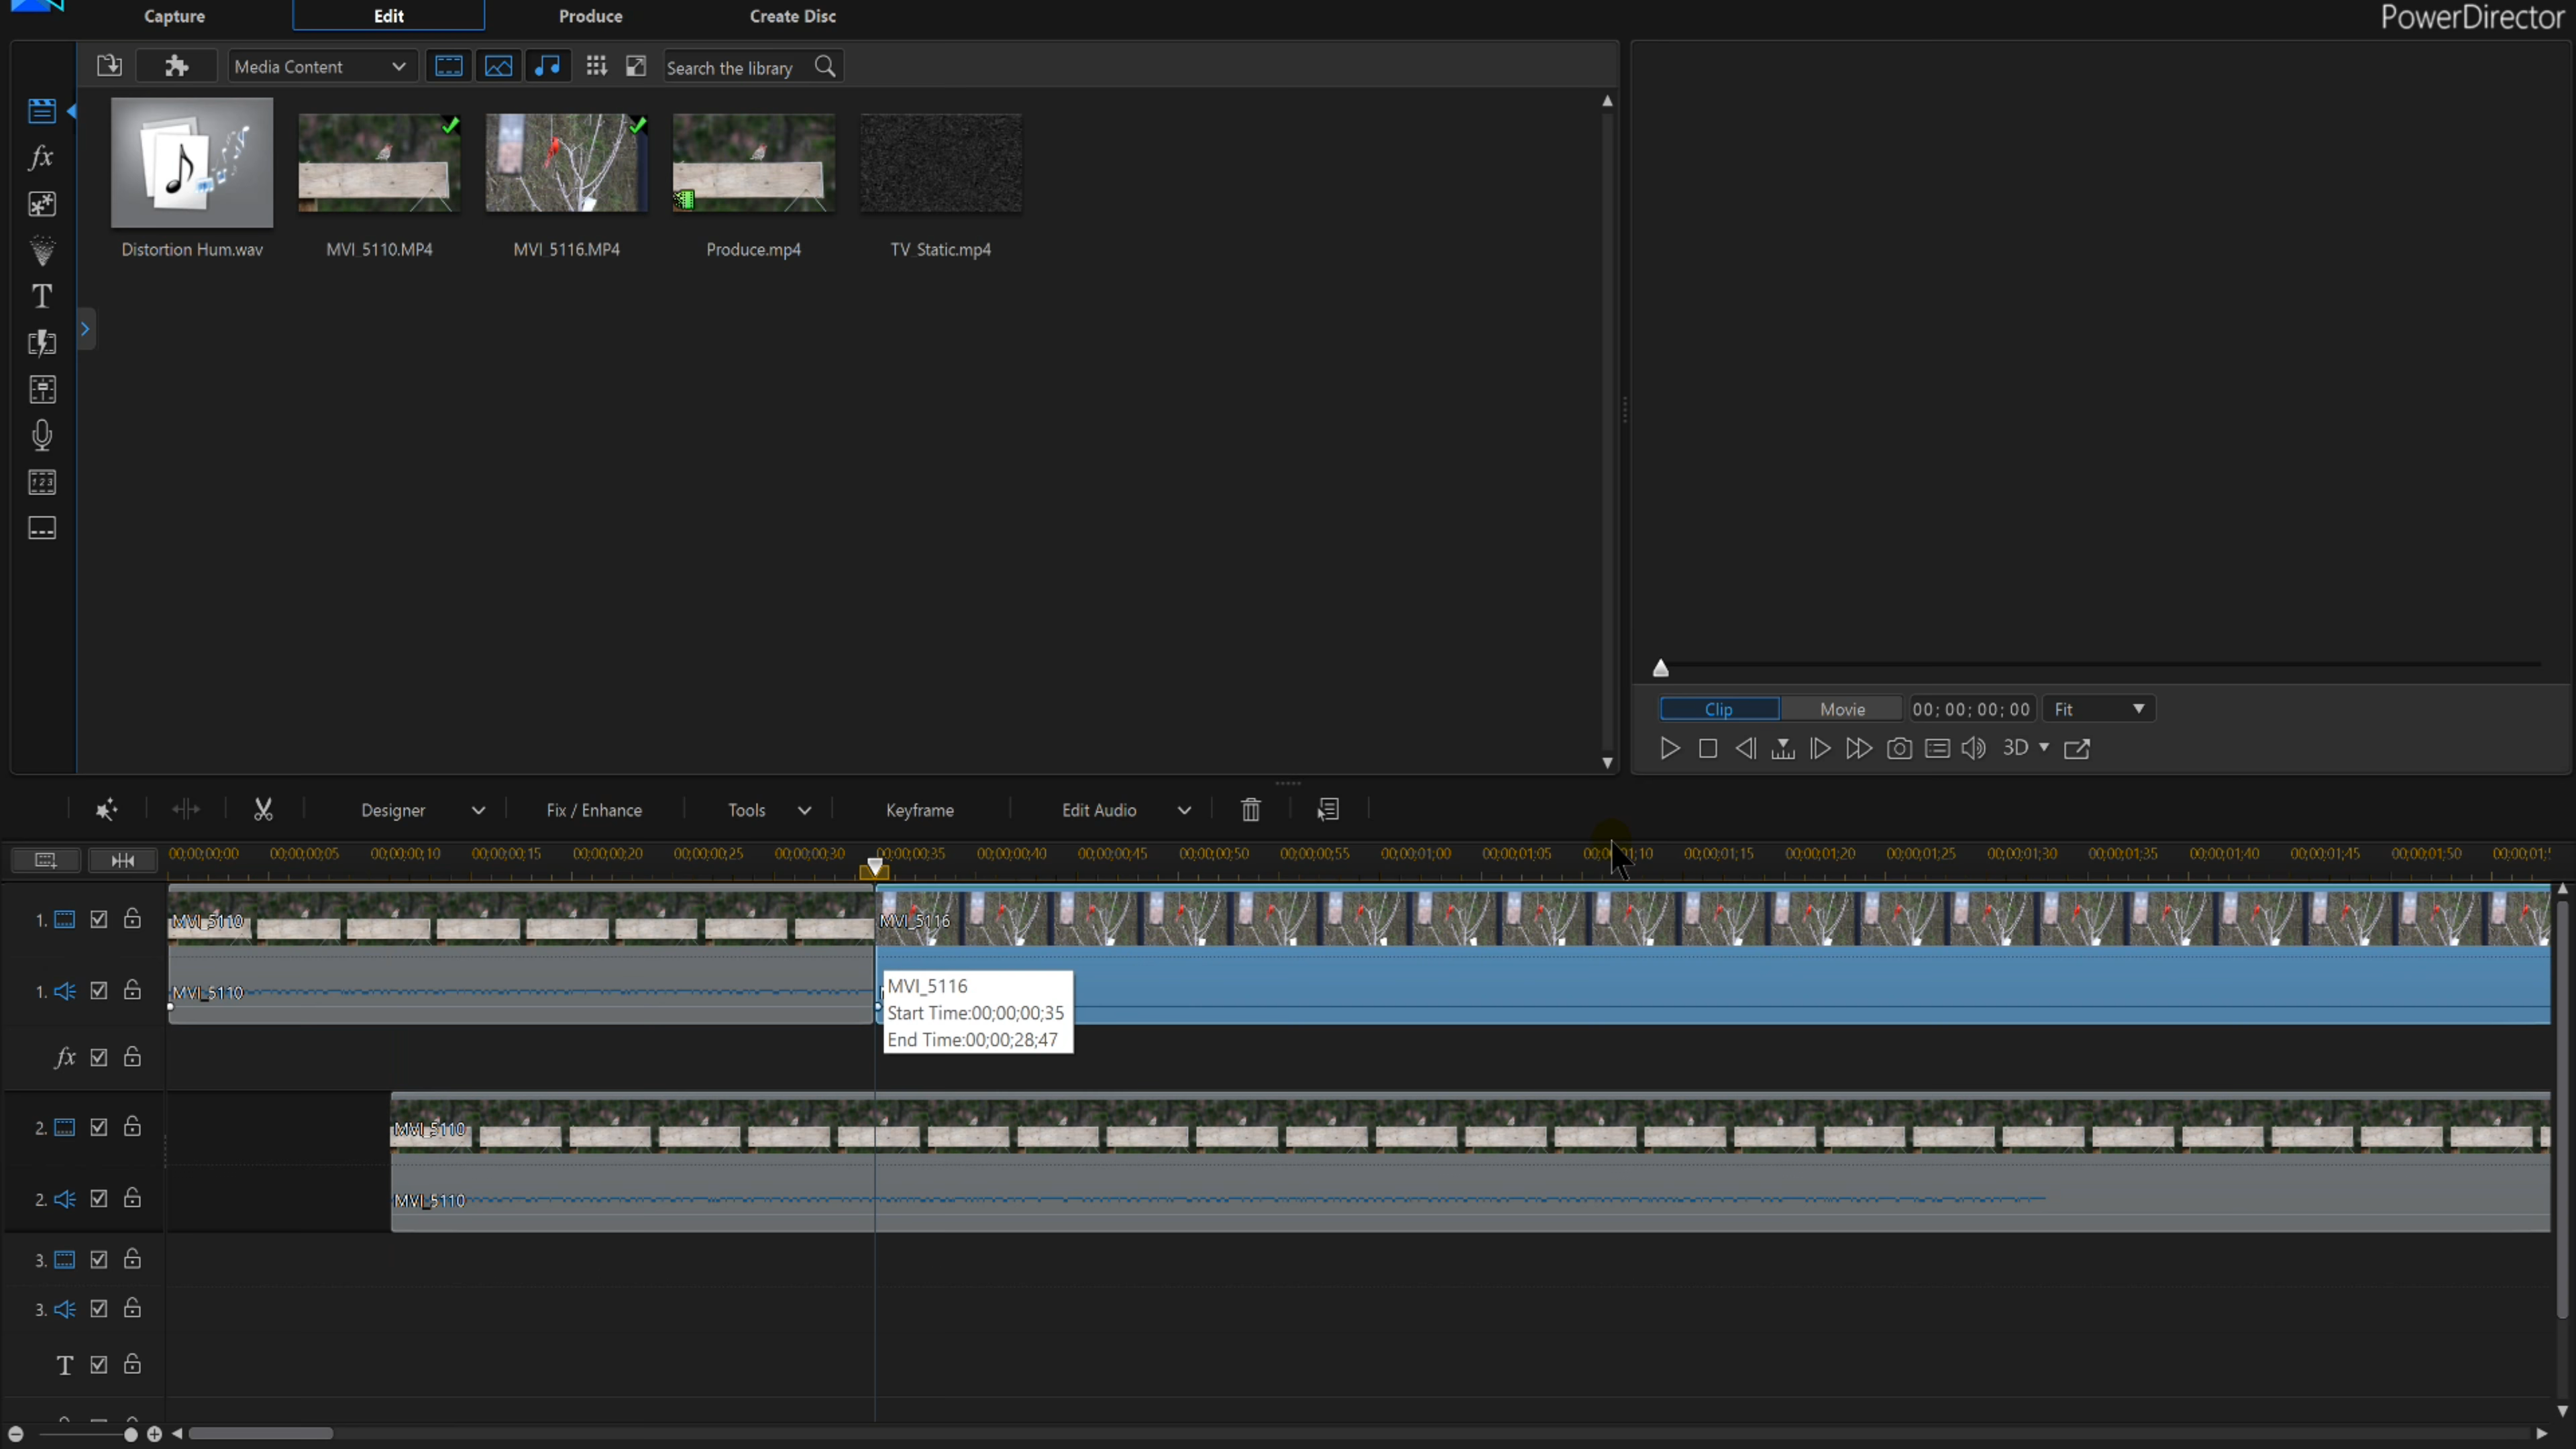 Capture Edit Produce Create Disc PowerDirector
Media Content Search the library
Distortion Hum.wav MVI_5110.MP4 MVI_5116.MP4 Produce.mp4 TV_Static.mp4
fx
T
Clip Movie 00; 00; 00; 00 Fit
3D
Designer Fix / Enhance Tools Keyframe Edit Audio
00;00;00;00 00;00;00;05 00;00;00;10 00;00;00;15 00;00;00;20 00;00;00;25 00;00;00;30 00;00;00;35 00;00;00;40 00;00;00;45 00;00;00;50 00;00;00;55 00;00;01;00 00;00;01;05 00;00;01;10 00;00;01;15 00;00;01;20 00;00;01;25 00;00;01;30 00;00;01;35 00;00;01;40 00;00;01;45 00;00;01;50
1. MVI_5110 MVI_5116
1. MVI_5110
MVI_5116
Start Time:00;00;00;35
End Time:00;00;28;47
fx
2. MVI_5110
2. MVI_5110
3.
3.
T